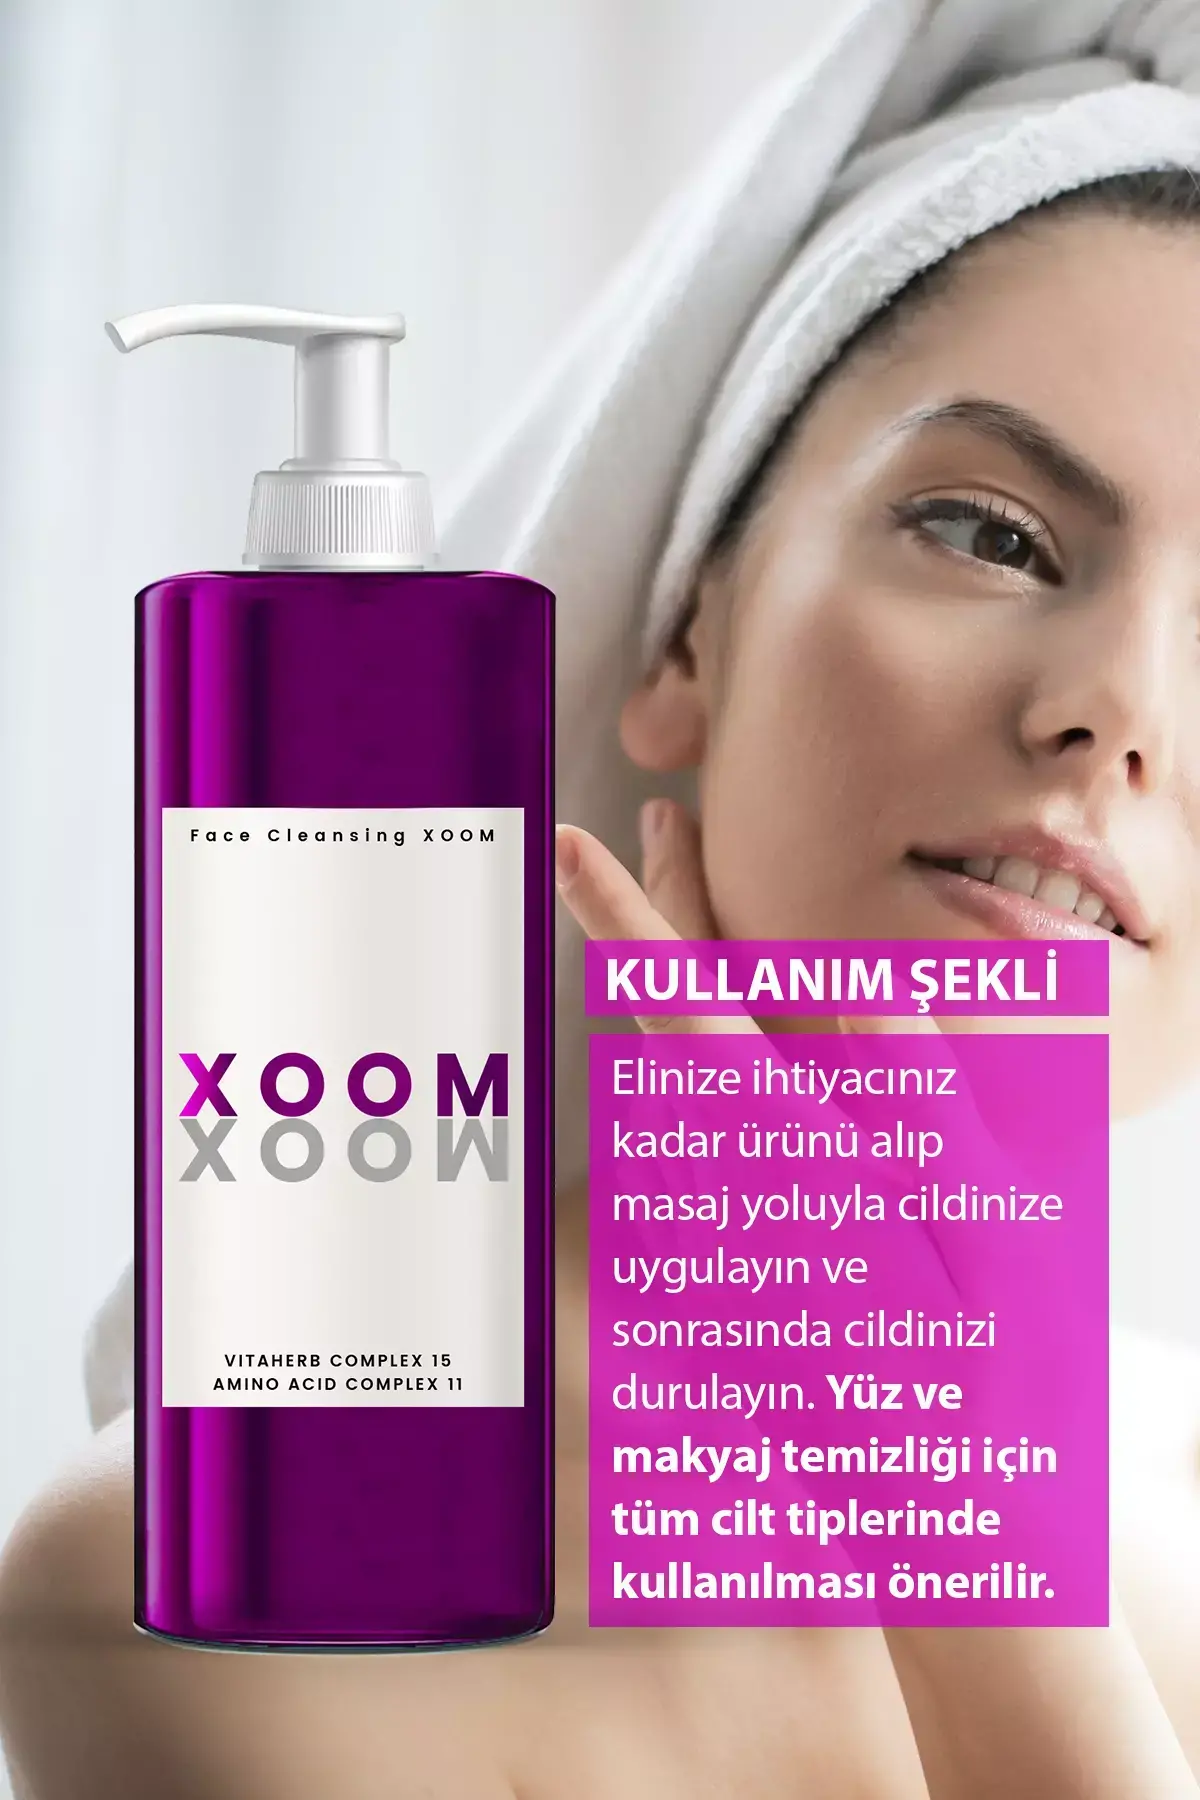 Face Cleansing XOOM
XOOM
XOOM
VITAHERB COMPLEX 15
AMINO ACID COMPLEX 11
KULLANIM ŞEKLİ
Elinize ihtiyacınız
kadar ürünü alıp
masaj yoluyla cildinize
uygulayın ve
sonrasında cildinizi
durulayın. Yüz ve
makyaj temizliği için
tüm cilt tiplerinde
kullanılması önerilir.